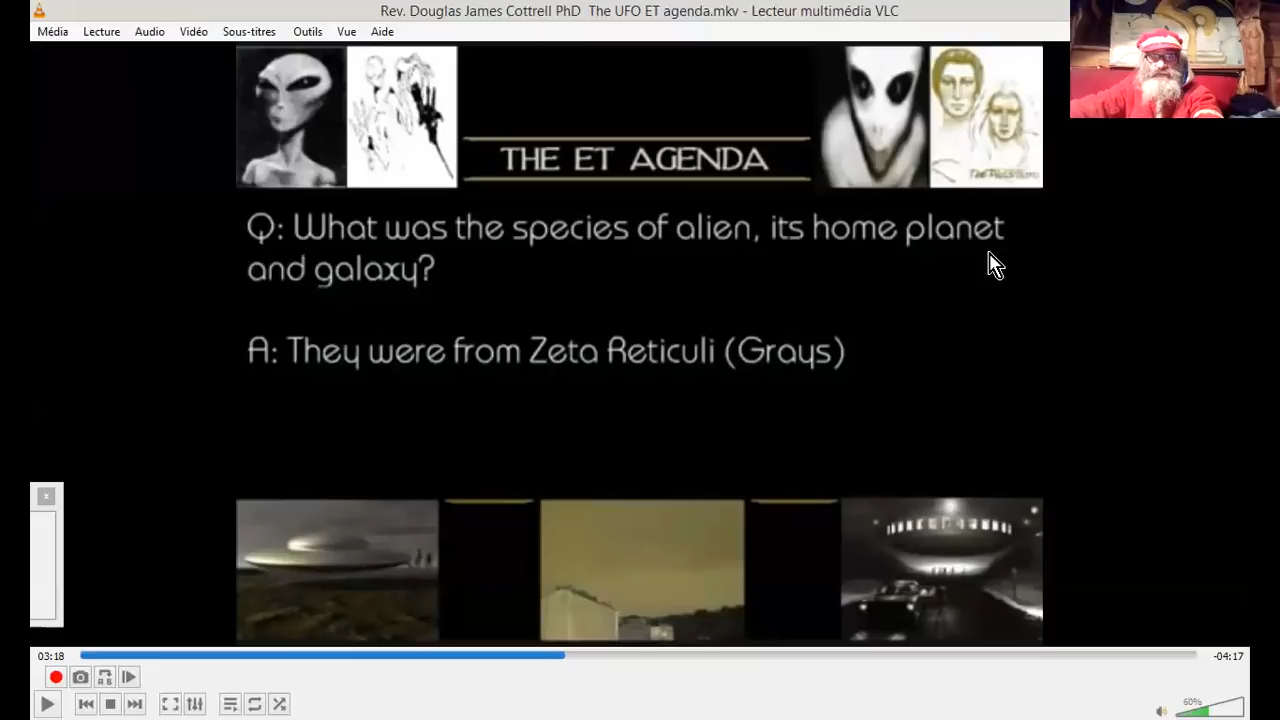 Rev. Douglas James Cottrell PhD  The UFO ET agenda.mkv - Lecteur multimédia VLC
Média Lecture Audio Vidéo Sous-titres Outils Vue Aide
THE ET AGENDA
Q: What was the species of alien, its home planet
and galaxy?
A: They were from Zeta Reticuli (Grays)
03:18
-04:17
60%